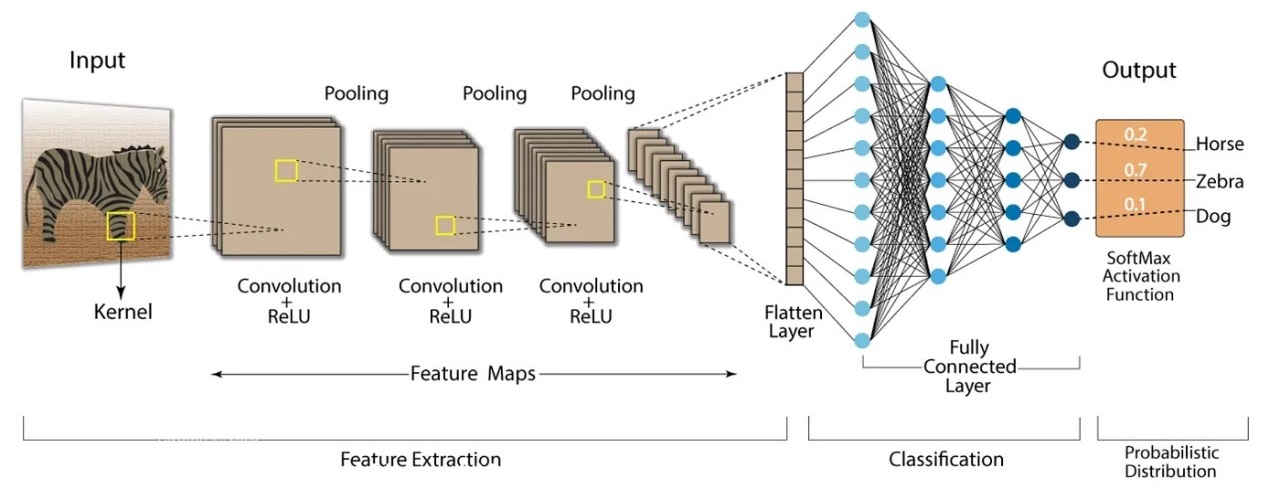 Input
Output
Pooling
Pooling
Pooling
0.2
Horse
0.7
Zebra
0.1
Dog
Kernel
Convolution
+
ReLU
Convolution
+
ReLU
Convolution
+
ReLU
Flatten
Layer
SoftMax
Activation
Function
Feature Maps
Fully
Connected
Layer
Feature Extraction
Classification
Probabilistic
Distribution